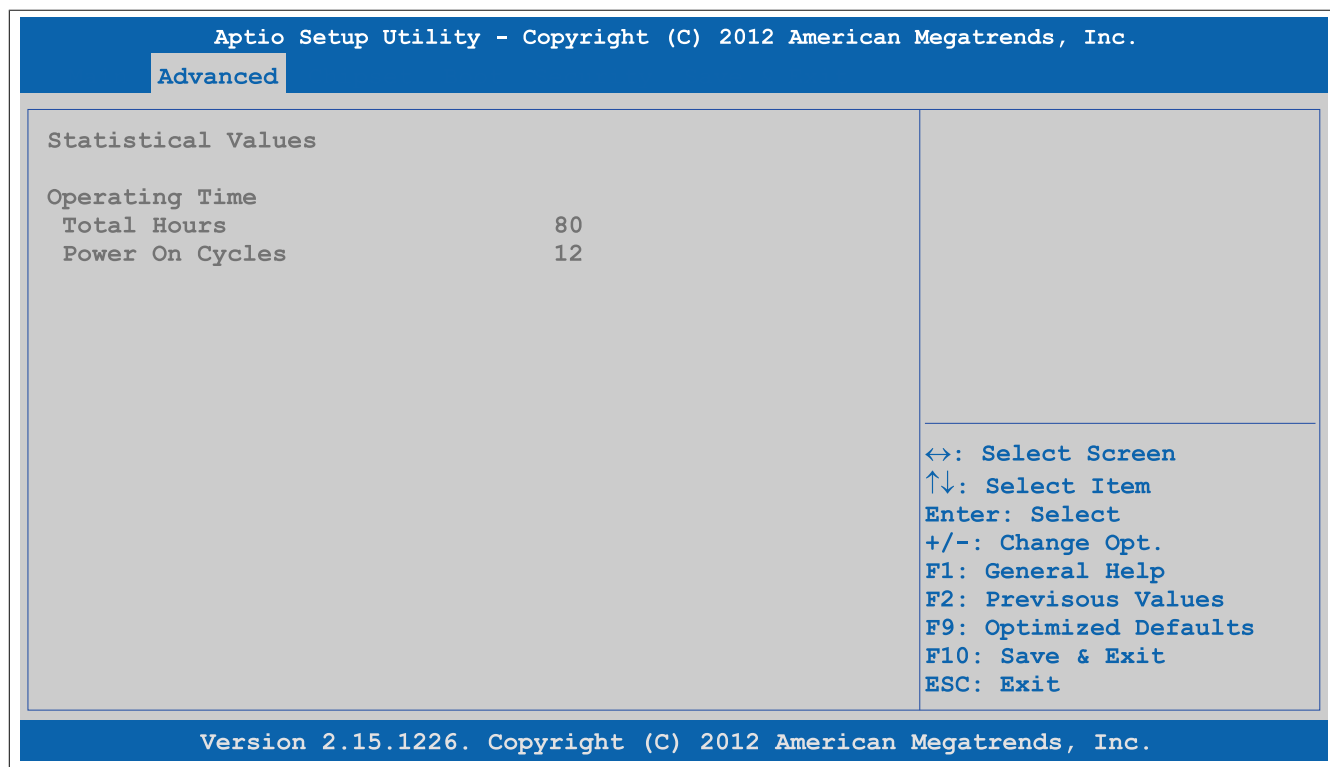 Aptio Setup Utility - Copyright (C) 2012 American Megatrends, Inc.
Advanced
Statistical Values
Operating Time
Total Hours 80
Power On Cycles 12
↔: Select Screen
↑↓: Select Item
Enter: Select
+/-: Change Opt.
F1: General Help
F2: Previsous Values
F9: Optimized Defaults
F10: Save & Exit
ESC: Exit
Version 2.15.1226. Copyright (C) 2012 American Megatrends, Inc.